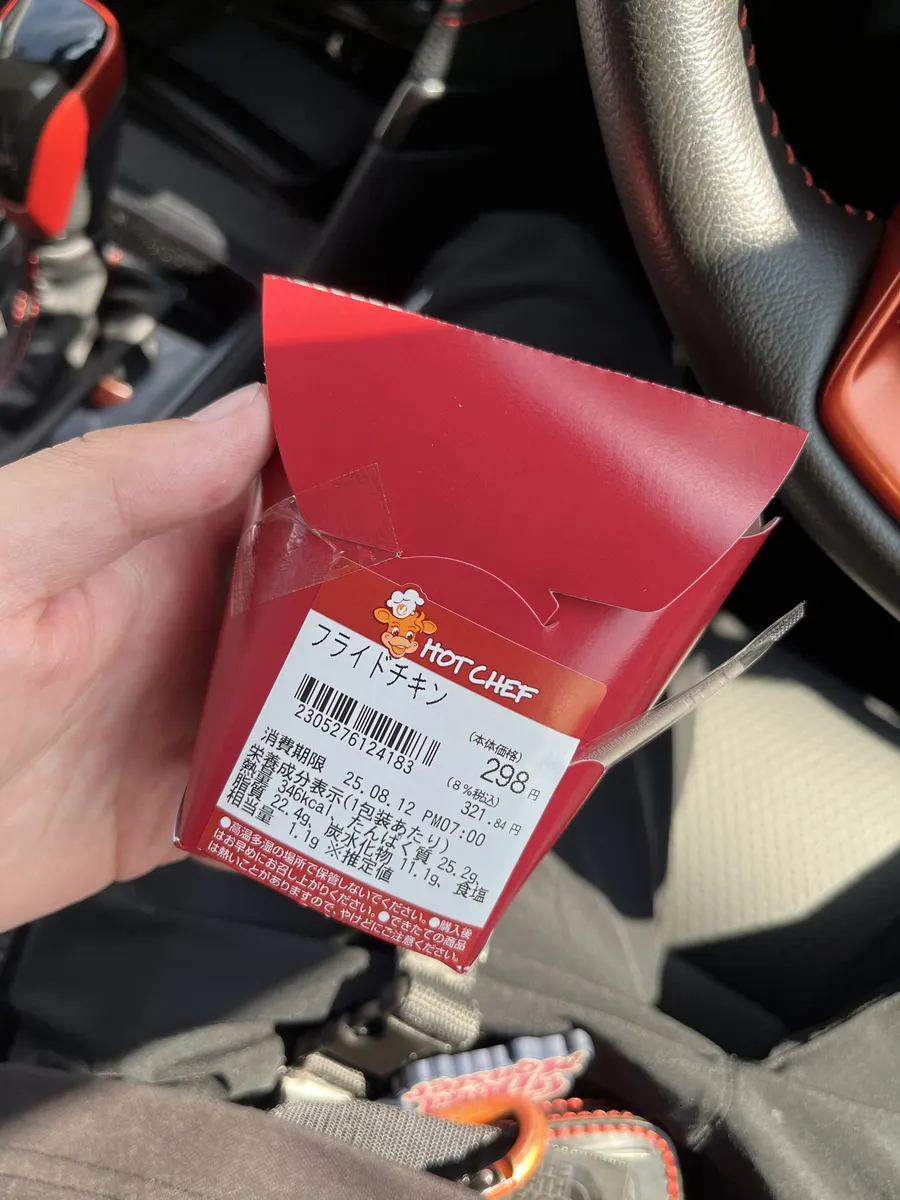 HOT CHEF
フライドチキン
2305276124183
(本体価格)
298円
(8%税込)
321.84円
消費期限 25.08.12 PM07:00
栄養成分表示(1包装あたり)
熱量 346kcal、たんぱく質 25.2g、
脂質 22.4g、炭水化物 11.1g、食塩
相当量 1.1g ※推定値
●高温多湿の場所で保管しないでください。●購入後
はお早めにお召し上がりください。●できたての商品
は熱いことがありますので、やけどにご注意ください。